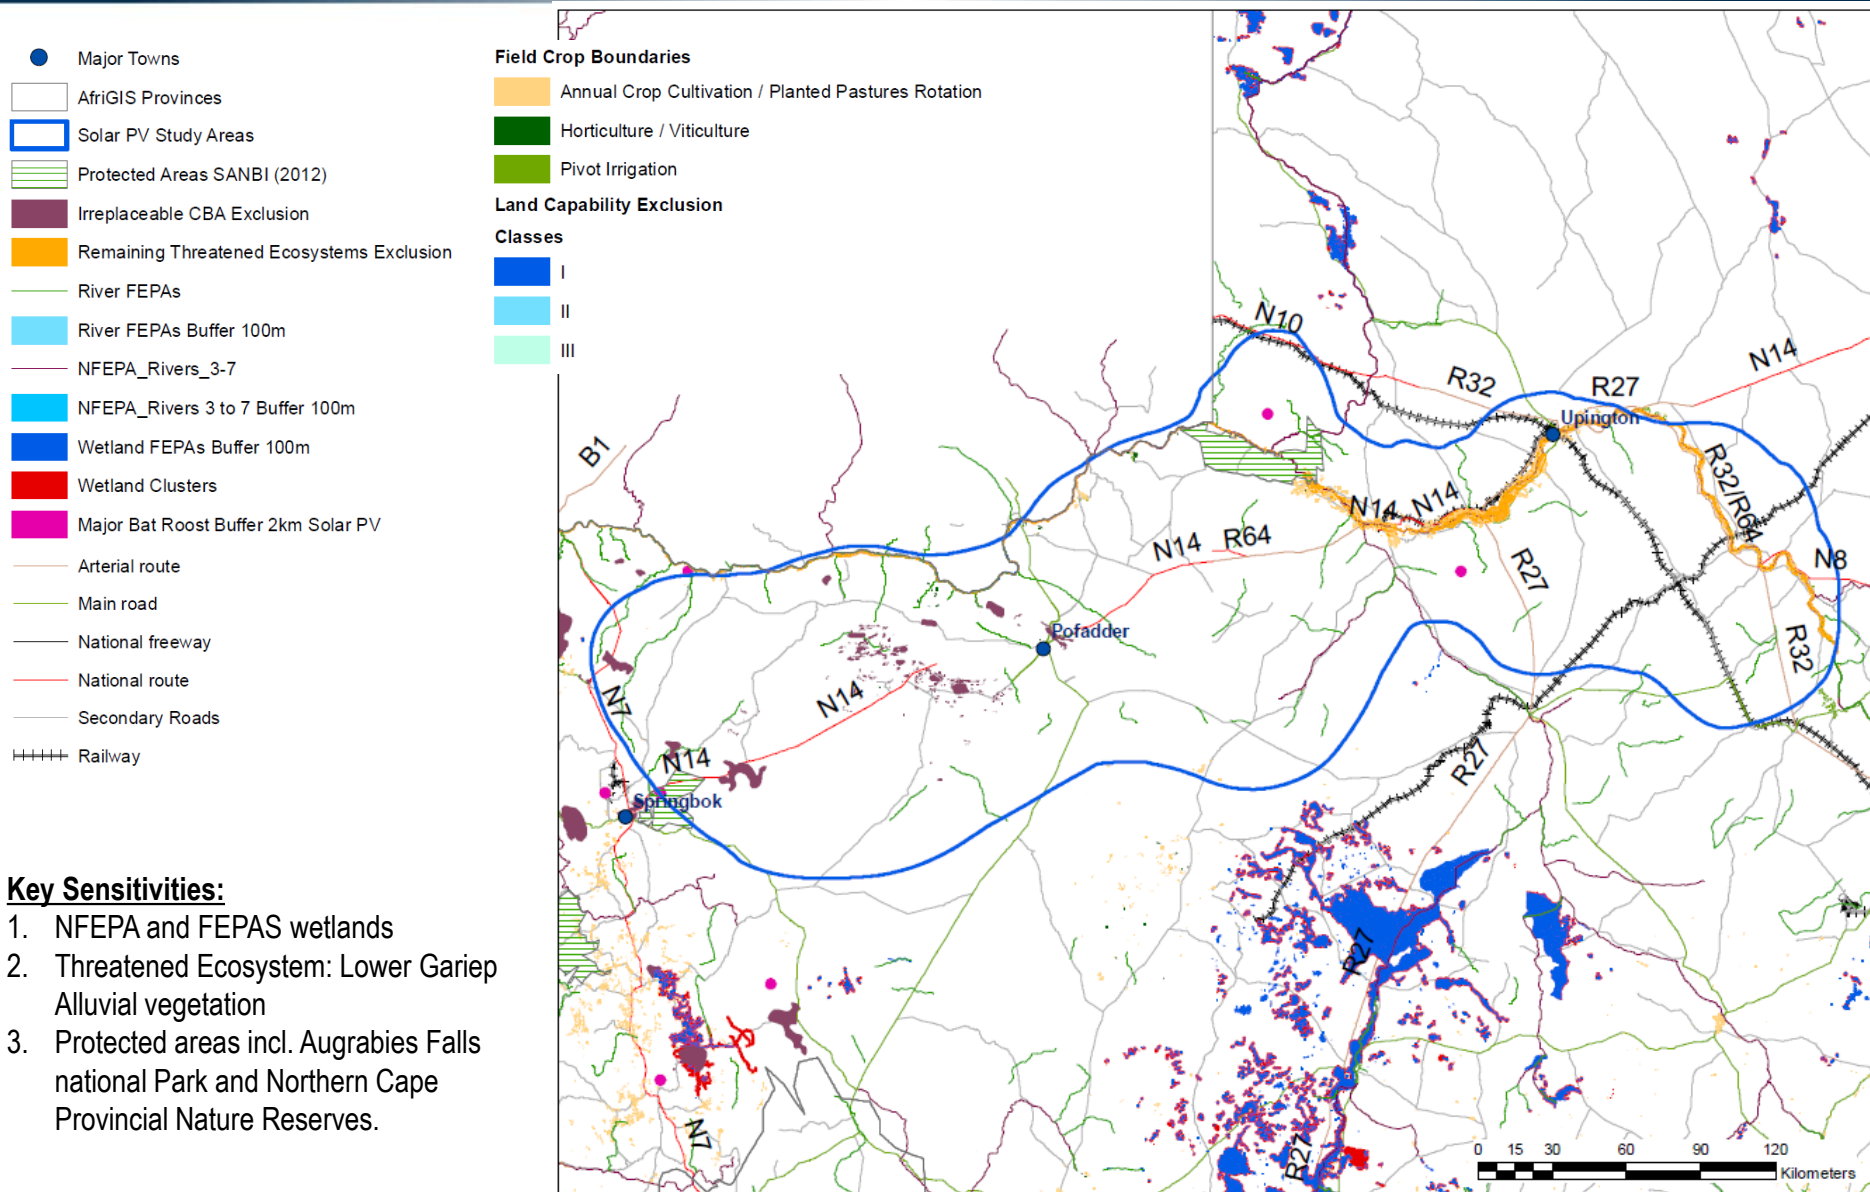 Major Towns
AfriGIS Provinces
Solar PV Study Areas
Protected Areas SANBI (2012)
Irreplaceable CBA Exclusion
Remaining Threatened Ecosystems Exclusion
River FEPAs
River FEPAs Buffer 100m
NFEPA_Rivers_3-7
NFEPA_Rivers 3 to 7 Buffer 100m
Wetland FEPAs Buffer 100m
Wetland Clusters
Major Bat Roost Buffer 2km Solar PV
Arterial route
Main road
National freeway
National route
Secondary Roads
Railway
Field Crop Boundaries
Annual Crop Cultivation / Planted Pastures Rotation
Horticulture / Viticulture
Pivot Irrigation
Land Capability Exclusion
Classes
I
II
III
Key Sensitivities:
1. NFEPA and FEPAS wetlands
2. Threatened Ecosystem: Lower Gariep
Alluvial vegetation
3. Protected areas incl. Augrabies Falls
national Park and Northern Cape
Provincial Nature Reserves.
N10
N14
R32
R27
Upington
B1
R32/R64
N14
N14
N14
R64
R27
N8
Pofadder
R32
N7
N14
N14
R27
Springbok
R27
N7
R27
0 15 30 60 90 120
Kilometers